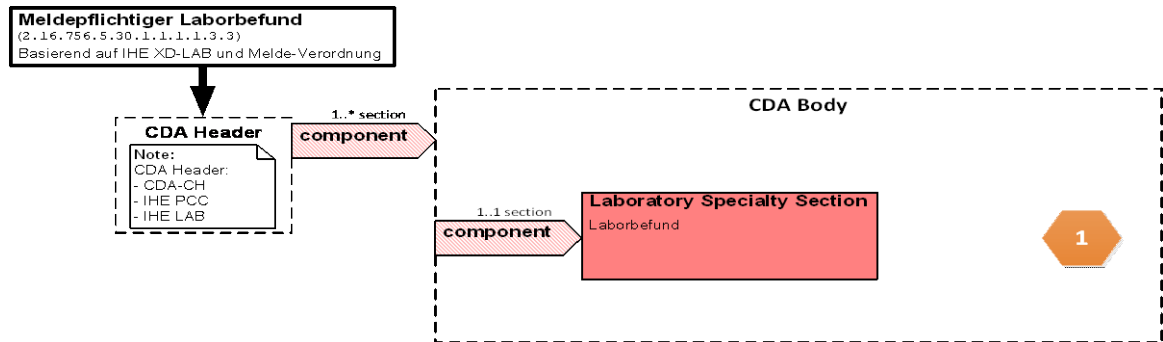 Meldepflichtiger Laborbefund
(2.16.756.5.30.1.1.1.1.3.3)
Basierend auf IHE XD-LAB und Melde-Verordnung
CDA Header
Note:
CDA Header:
- CDA-CH
- IHE PCC
- IHE LAB
1..* section
component
CDA Body
1..1 section
component
Laboratory Specialty Section
Laborbefund
1